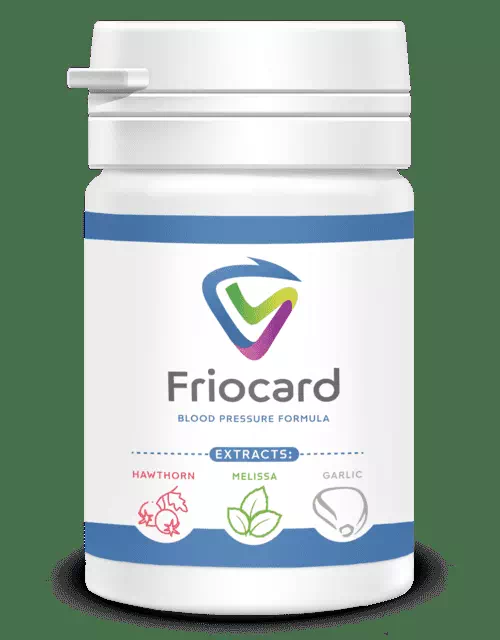 Friocard
BLOOD PRESSURE FORMULA
EXTRACTS:
HAWTHORN MELISSA GARLIC